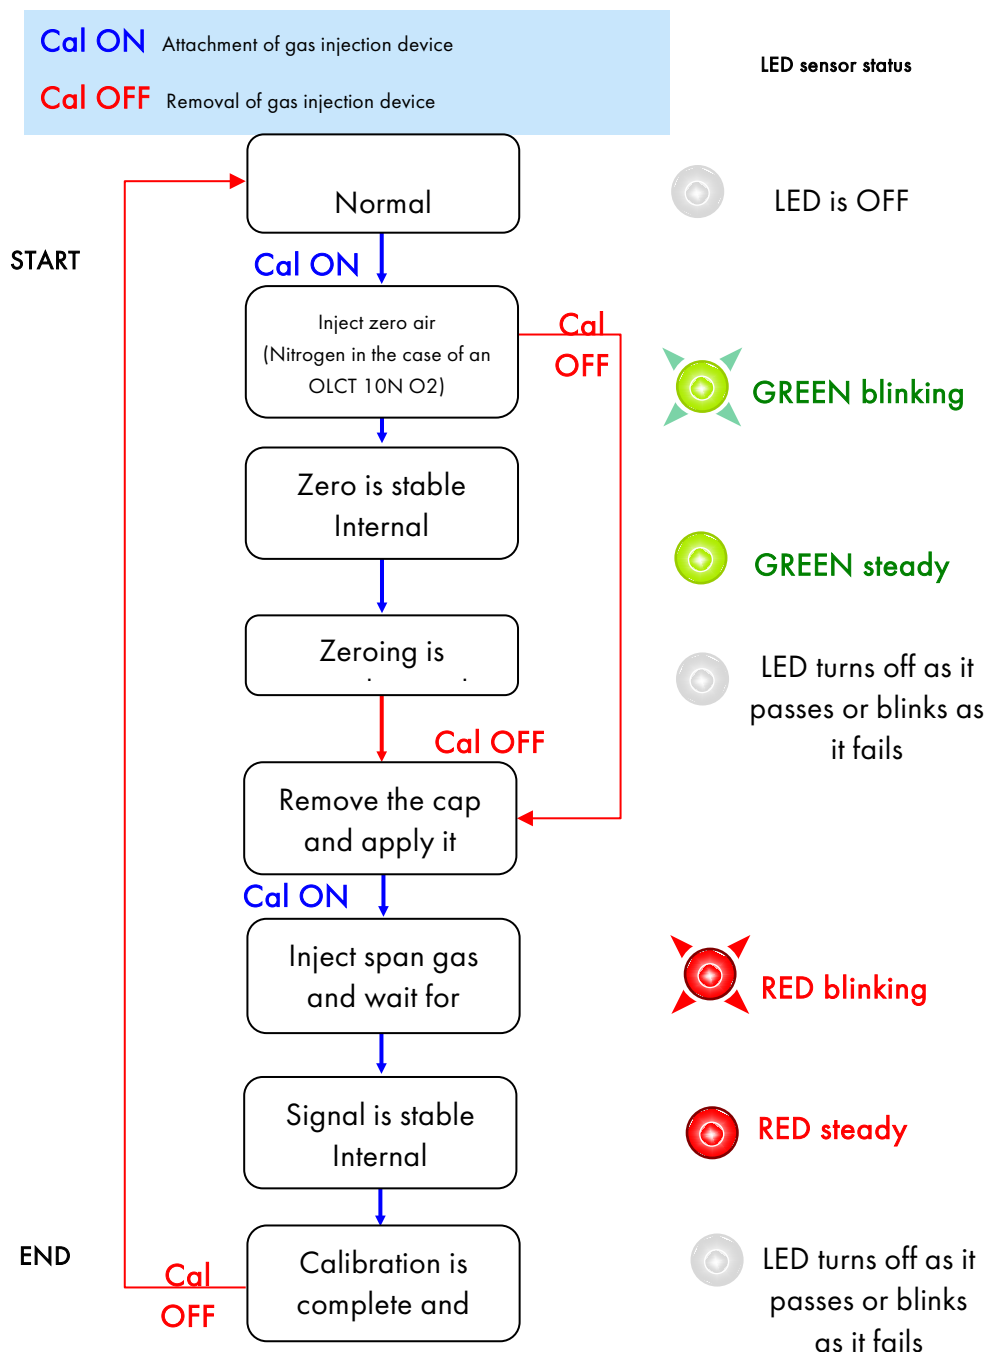 Cal ON Attachment of gas injection device
Cal OFF Removal of gas injection device
LED sensor status
Normal
LED is OFF
START
Cal ON
Inject zero air
(Nitrogen in the case of an
OLCT 10N O2)
Cal
OFF
GREEN blinking
Zero is stable
Internal
GREEN steady
Zeroing is
LED turns off as it
passes or blinks as
it fails
Cal OFF
Remove the cap
and apply it
Cal ON
Inject span gas
and wait for
RED blinking
Signal is stable
Internal
RED steady
END
Cal
OFF
Calibration is
complete and
LED turns off as it
passes or blinks
as it fails